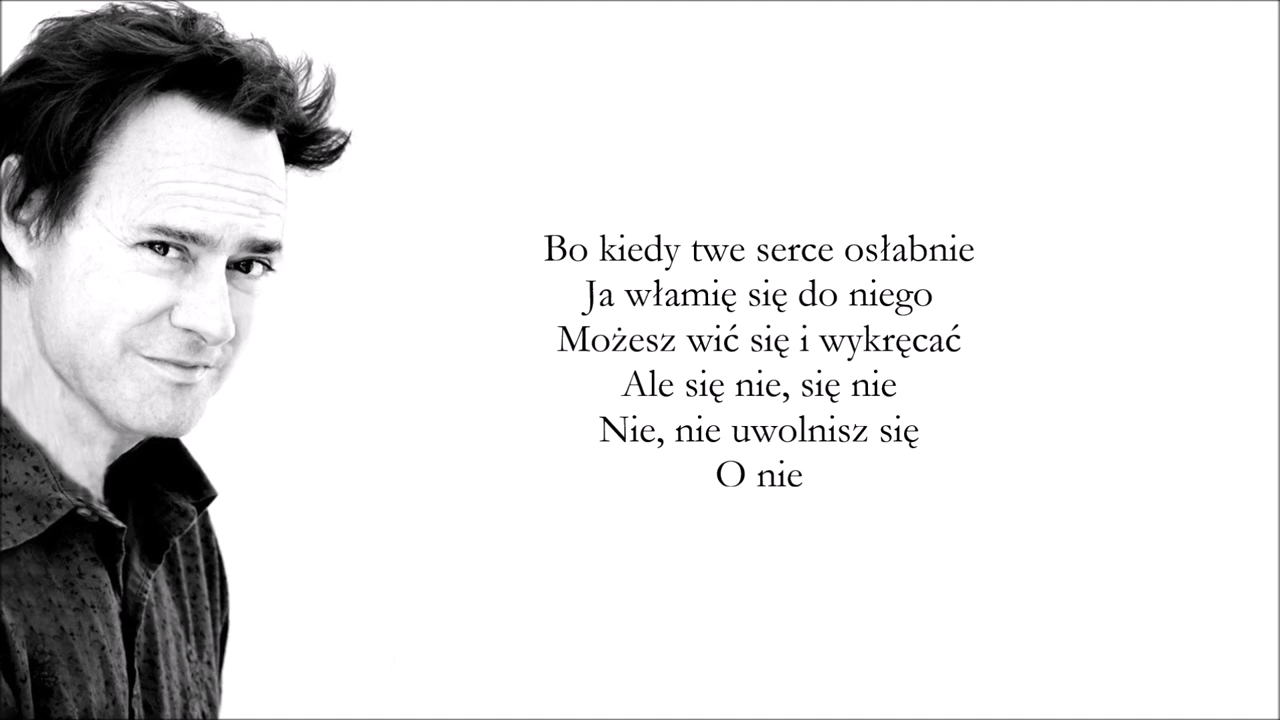 Bo kiedy twe serce osłabnie
Ja włamię się do niego
Możesz wić się i wykręcać
Ale się nie, się nie
Nie, nie uwolnisz się
O nie